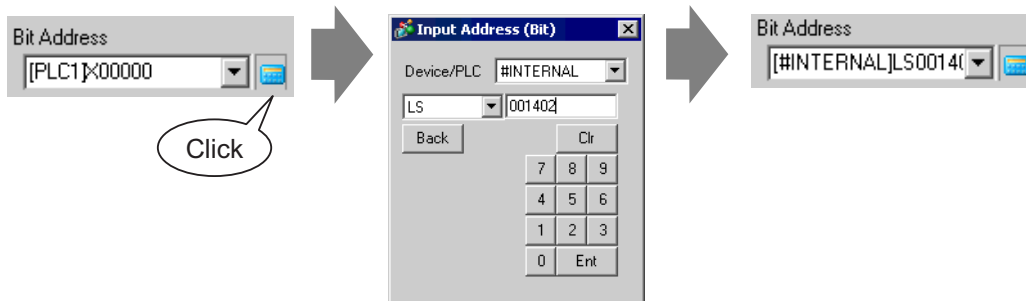 Bit Address
[PLC1]X00000
Click
Input Address (Bit)
Device/PLC #INTERNAL
LS 001402
Back Clr
7 8 9
4 5 6
1 2 3
0 Ent
Bit Address
[#INTERNAL]LS0014(